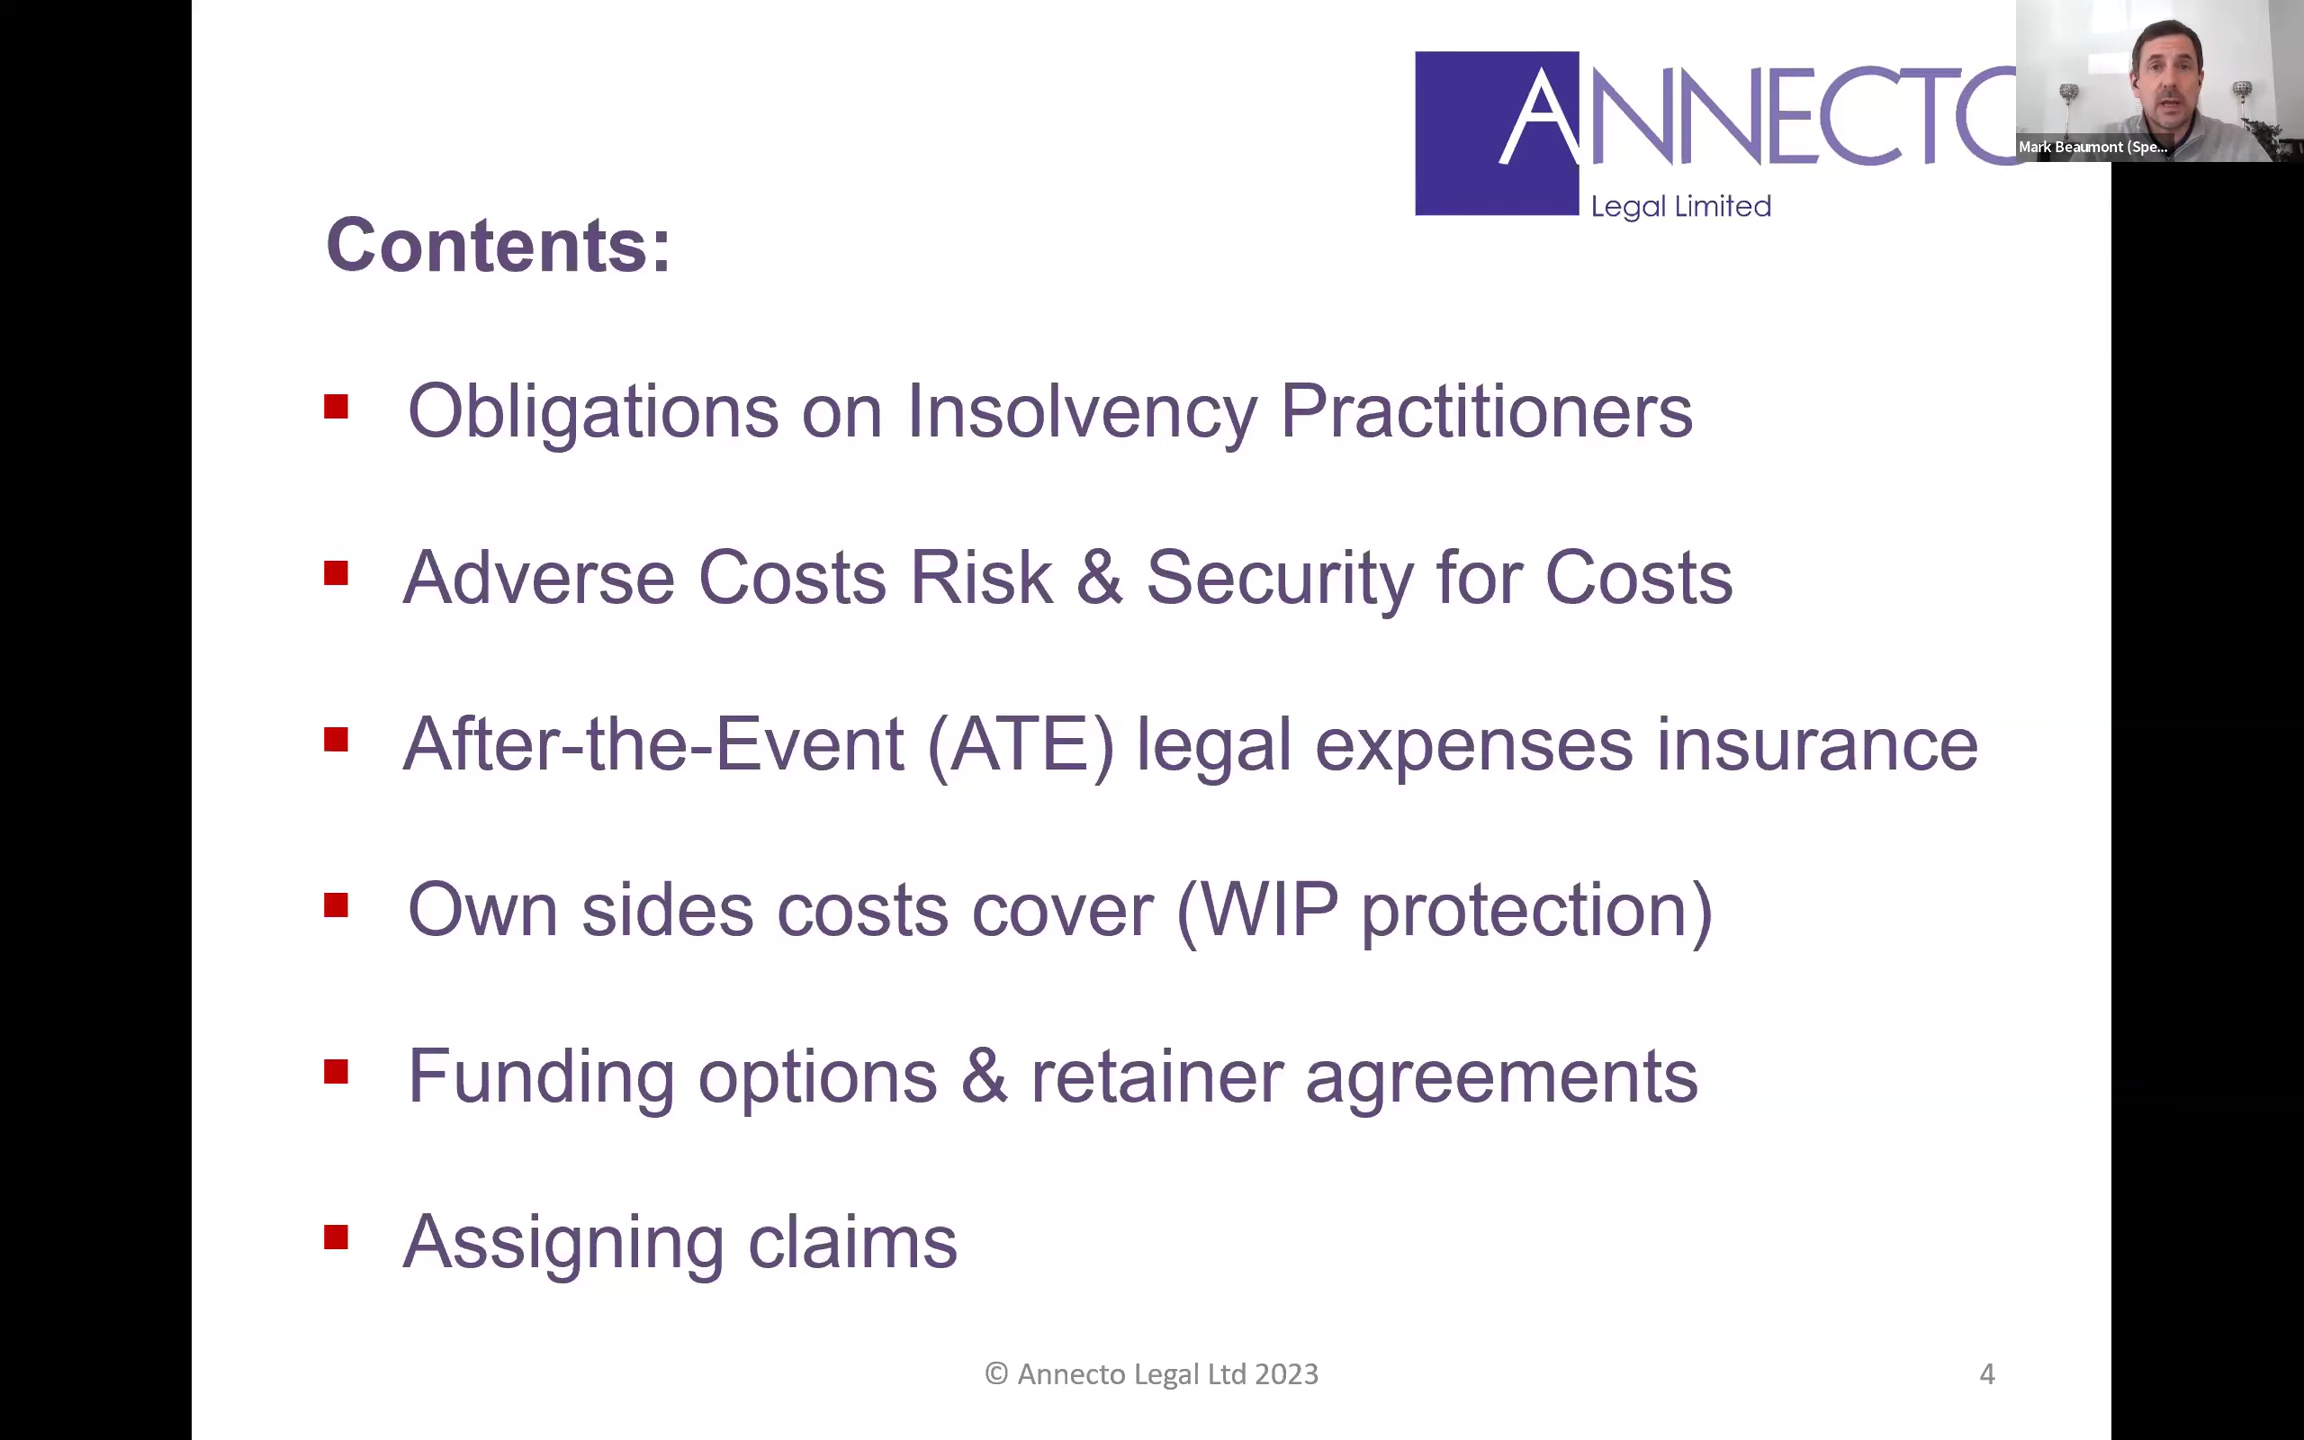 ANNECTO
Legal Limited
Mark Beaumont (Spe...
Contents:
Obligations on Insolvency Practitioners
Adverse Costs Risk & Security for Costs
After-the-Event (ATE) legal expenses insurance
Own sides costs cover (WIP protection)
Funding options & retainer agreements
Assigning claims
© Annecto Legal Ltd 2023
4